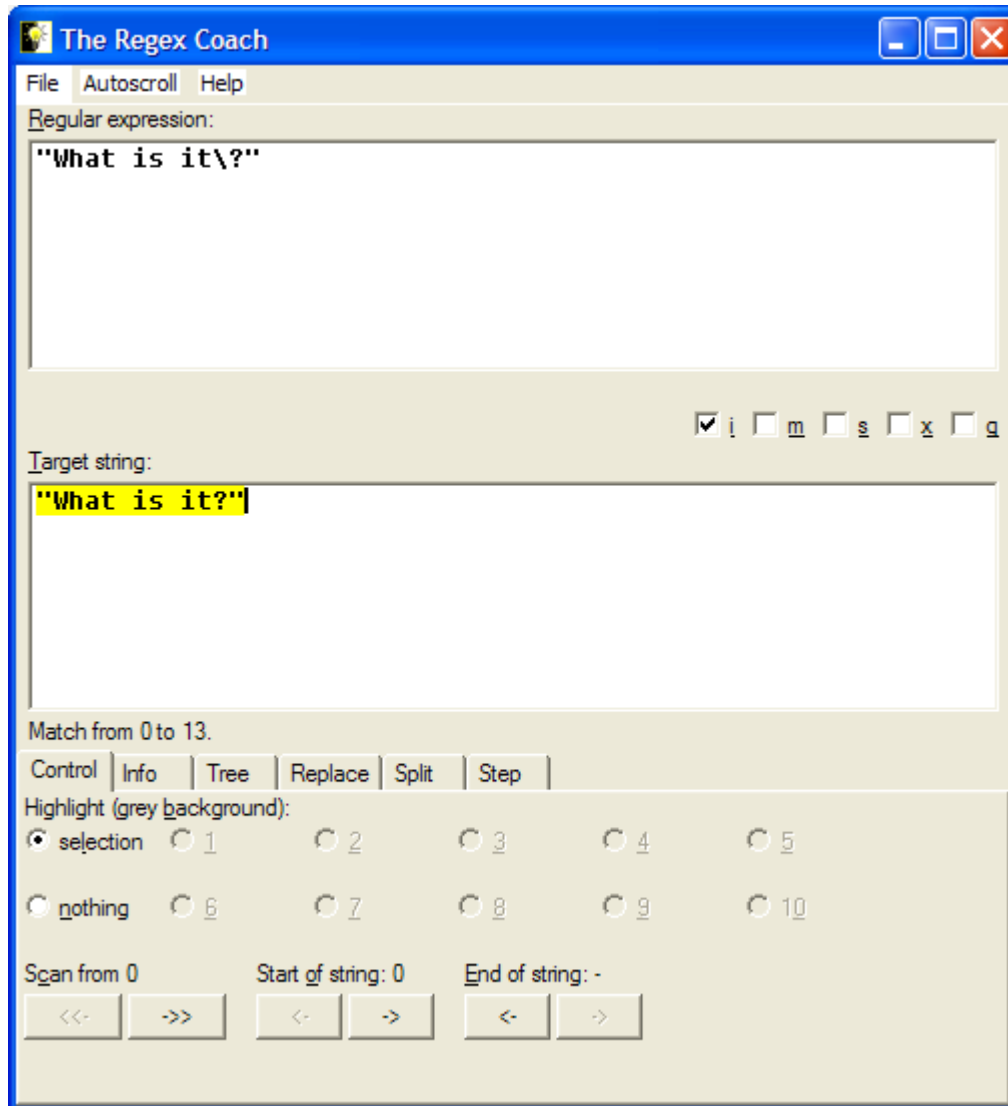 The Regex Coach
File Autoscroll Help
Regular expression:
"What is it\?"
i m s x g
Target string:
"What is it?"
Match from 0 to 13.
Control Info Tree Replace Split Step
Highlight (grey background):
selection 1 2 3 4 5
nothing 6 7 8 9 10
Scan from 0 Start of string: 0 End of string: -
<<- ->> <- -> <- ->